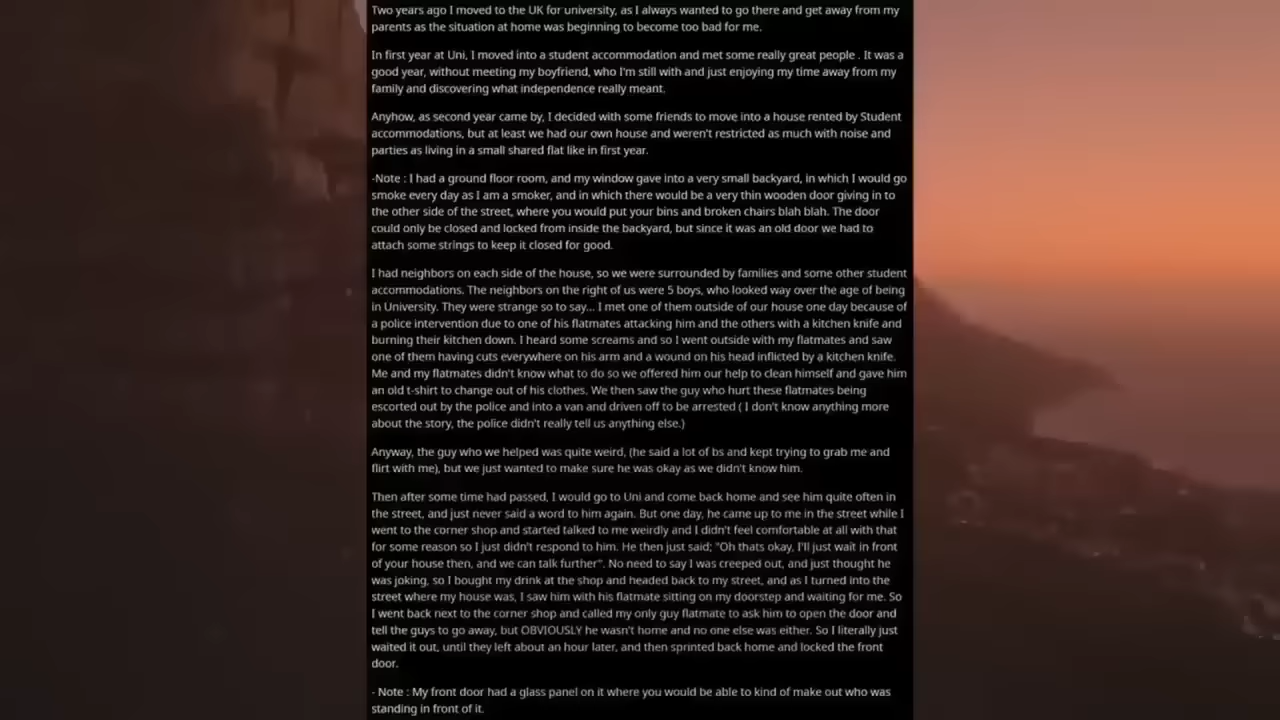 Two years ago I moved to the UK for university, as I always wanted to go there and get away from my
parents as the situation at home was beginning to become too bad for me.
In first year at Uni, I moved into a student accommodation and met some really great people . It was a
good year, without meeting my boyfriend, who I'm still with and just enjoying my time away from my
family and discovering what independence really meant.
Anyhow, as second year came by, I decided with some friends to move into a house rented by Student
accommodations, but at least we had our own house and weren't restricted as much with noise and
parties as living in a small shared flat like in first year.
-Note : I had a ground floor room, and my window gave into a very small backyard, in which I would go
smoke every day as I am a smoker, and in which there would be a very thin wooden door giving in to
the other side of the street, where you would put your bins and broken chairs blah blah. The door
could only be closed and locked from inside the backyard, but since it was an old door we had to
attach some strings to keep it closed for good.
I had neighbors on each side of the house, so we were surrounded by families and some other student
accommodations. The neighbors on the right of us were 5 boys, who looked way over the age of being
in University. They were strange so to say... I met one of them outside of our house one day because of
a police intervention due to one of his flatmates attacking him and the others with a kitchen knife and
burning their kitchen down. I heard some screams and so I went outside with my flatmates and saw
one of them having cuts everywhere on his arm and a wound on his head inflicted by a kitchen knife.
Me and my flatmates didn't know what to do so we offered him our help to clean himself and gave him
an old t-shirt to change out of his clothes. We then saw the guy who hurt these flatmates being
escorted out by the police and into a van and driven off to be arrested ( I don't know anything more
about the story, the police didn't really tell us anything else.)
Anyway, the guy who we helped was quite weird, (he said a lot of bs and kept trying to grab me and
flirt with me), but we just wanted to make sure he was okay as we didn't know him.
Then after some time had passed, I would go to Uni and come back home and see him quite often in
the street, and just never said a word to him again. But one day, he came up to me in the street while I
went to the corner shop and started talked to me weirdly and I didn't feel comfortable at all with that
for some reason so I just didn't respond to him. He then just said; "Oh thats okay, I'll just wait in front
of your house then, and we can talk further". No need to say I was creeped out, and just thought he
was joking, so I bought my drink at the shop and headed back to my street, and as I turned into the
street where my house was, I saw him with his flatmate sitting on my doorstep and waiting for me. So
I went back next to the corner shop and called my only guy flatmate to ask him to open the door and
tell the guys to go away, but OBVIOUSLY he wasn't home and no one else was either. So I literally just
waited it out, until they left about an hour later, and then sprinted back home and locked the front
door.
- Note : My front door had a glass panel on it where you would be able to kind of make out who was
standing in front of it.